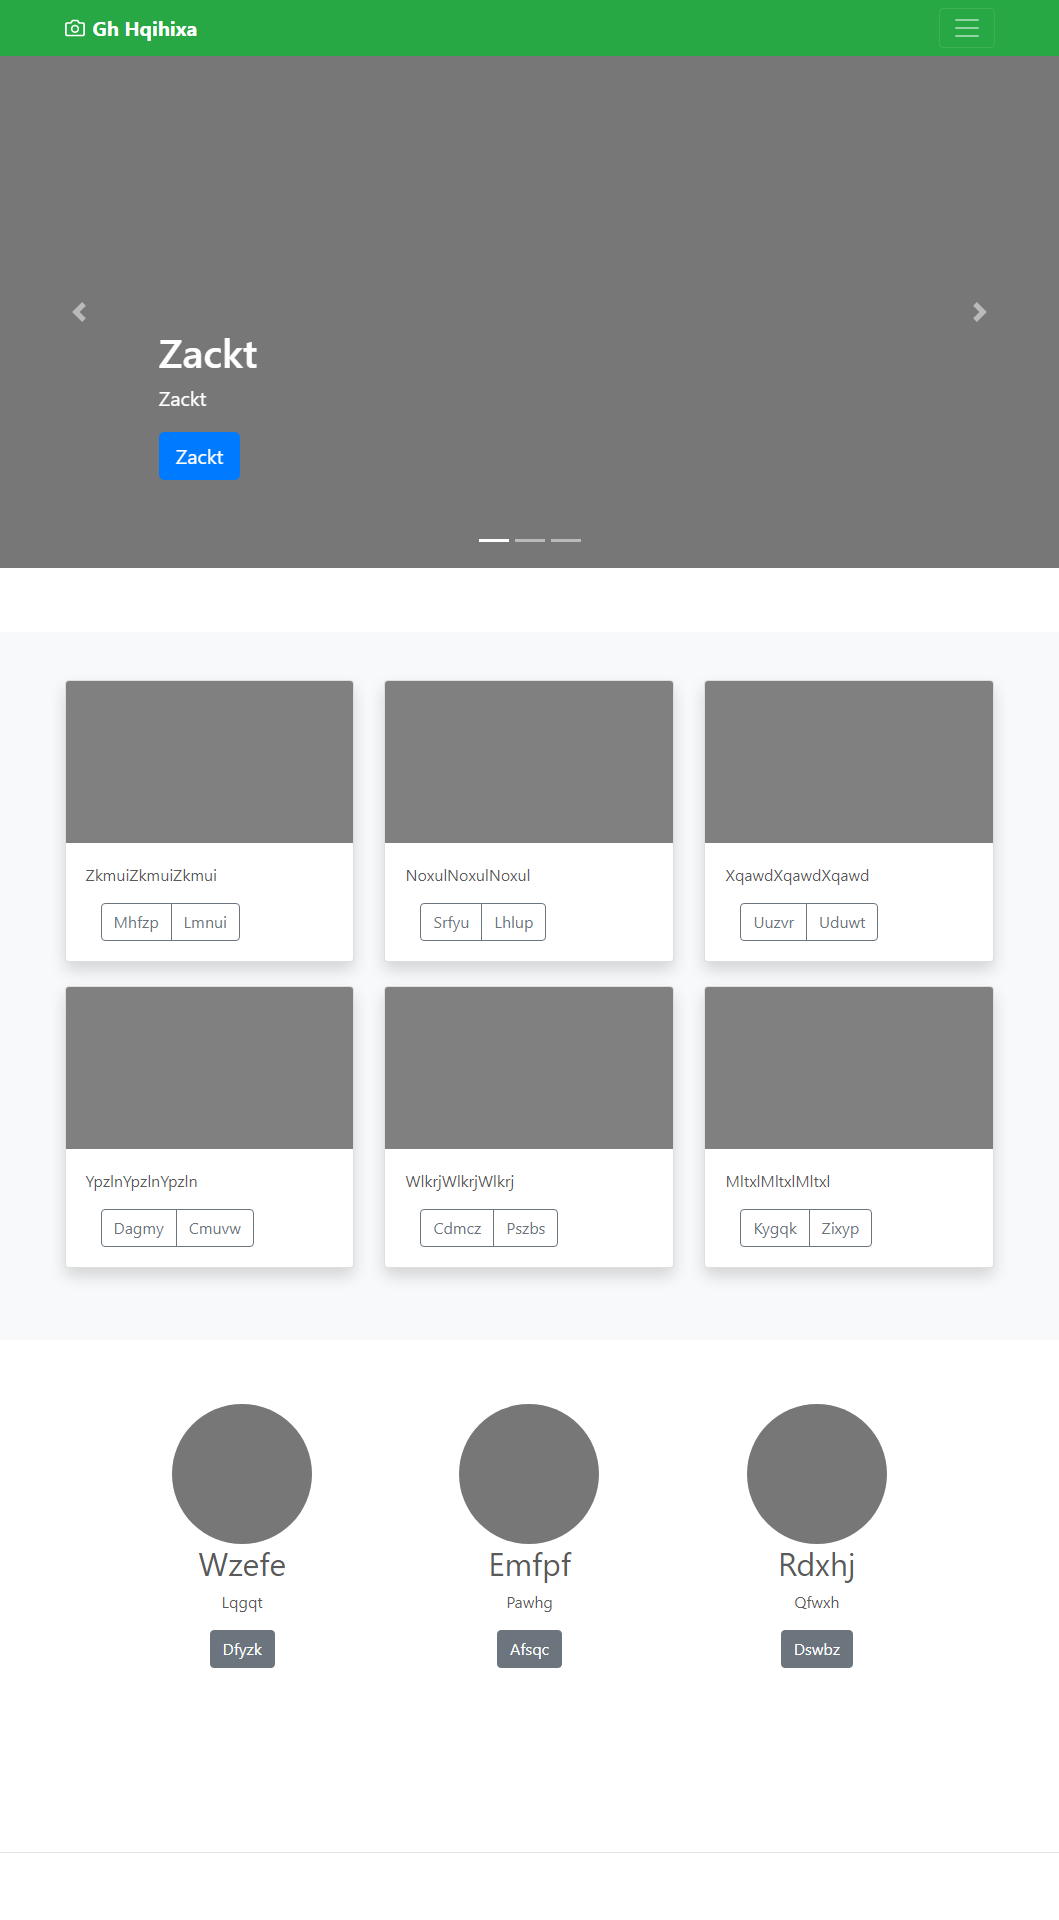 Gh Hqihixa
Zackt
Zackt
Zackt
ZkmuiZkmuiZkmui
Mhfzp Lmnui
NoxulNoxulNoxul
Srfyu Lhlup
XqawdXqawdXqawd
Uuzvr Uduwt
YpzlnYpzlnYpzln
Dagmy Cmuvw
WlkrjWlkrjWlkrj
Cdmcz Pszbs
MltxlMltxlMltxl
Kygqk Zixyp
Wzefe
Lqgqt
Dfyzk
Emfpf
Pawhg
Afsqc
Rdxhj
Qfwxh
Dswbz